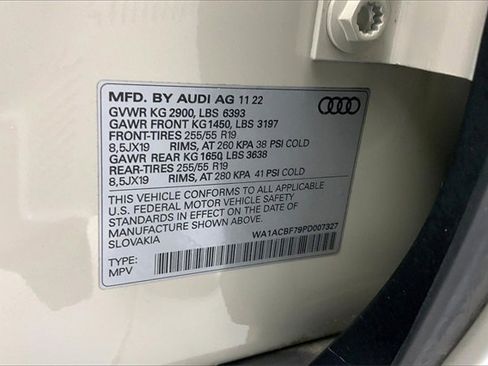 MFD. BY AUDI AG 11 22
GVWR KG 2900, LBS 6393
GAWR FRONT KG1450, LBS 3197
FRONT-TIRES 255/55 R19
8,5JX19 RIMS, AT 260 KPA 38 PSI COLD
GAWR REAR KG 1650, LBS 3638
REAR-TIRES 255/55 R19
8,5JX19 RIMS, AT 280 KPA 41 PSI COLD
THIS VEHICLE CONFORMS TO ALL APPLICABLE
U.S. FEDERAL MOTOR VEHICLE SAFETY
STANDARDS IN EFFECT ON THE DATE OF
MANUFACTURE SHOWN ABOVE.
SLOVAKIA
WA1ACBF79PD007327
TYPE:
MPV